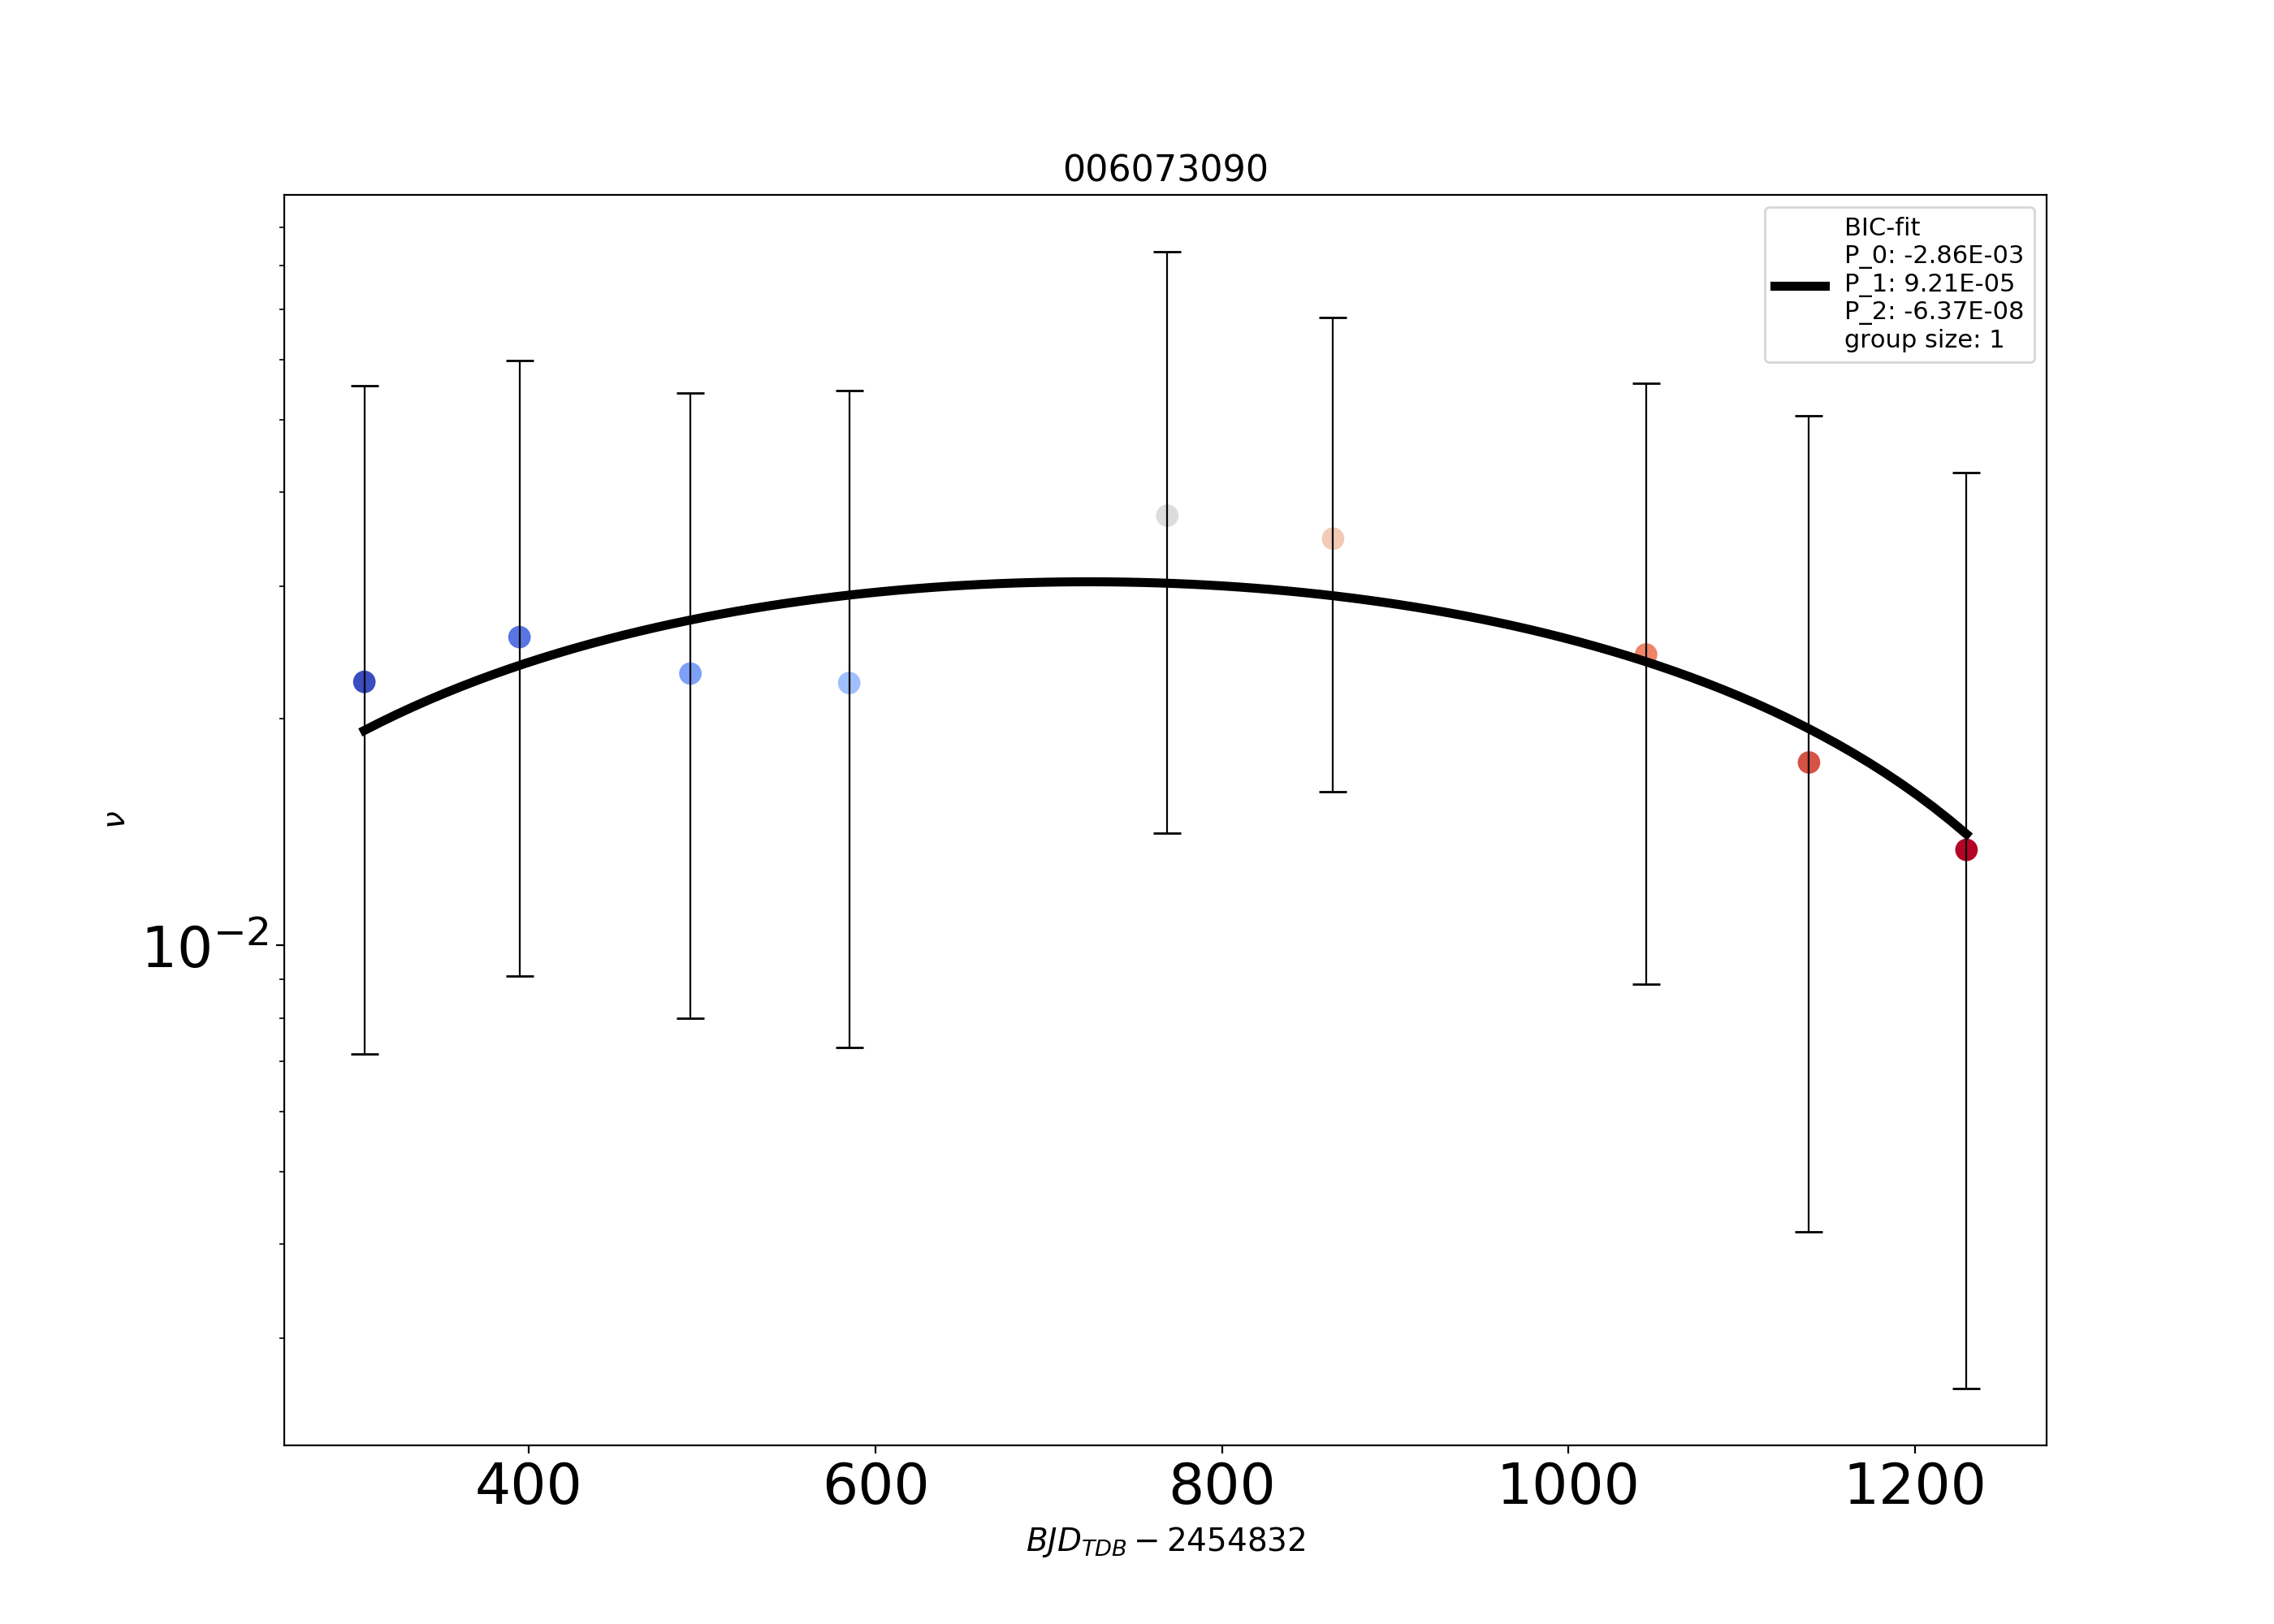 006073090
BIC-fit
P_0: -2.86E-03
P_1: 9.21E-05
P_2: -6.37E-08
group size: 1
ν
10⁻²
400 600 800 1000 1200
BJD_TDB − 2454832